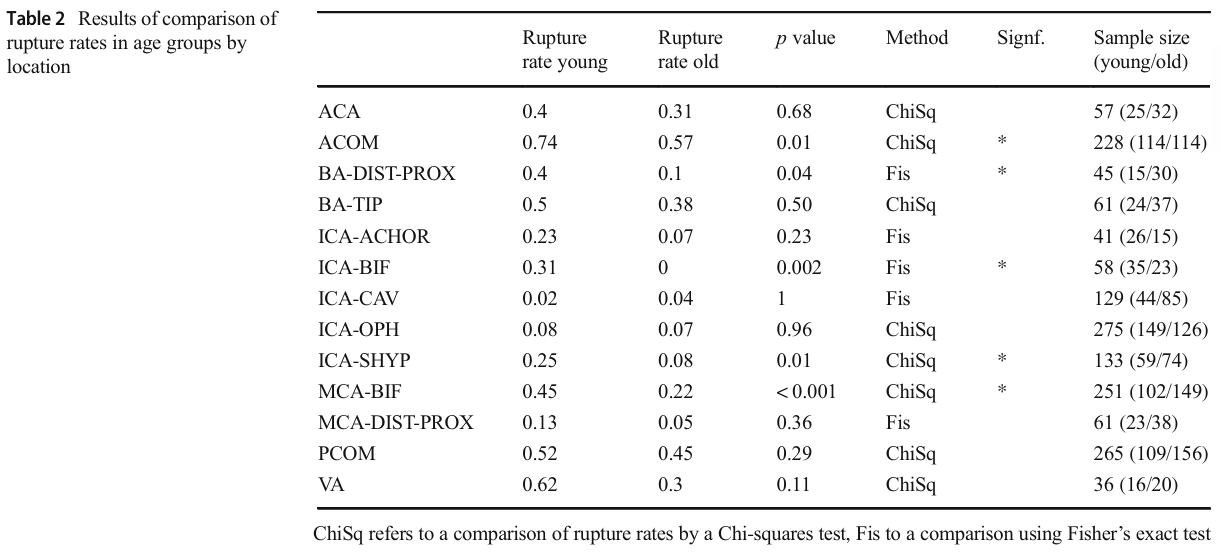 Table 2 Results of comparison of
rupture rates in age groups by
location
Rupture rate young Rupture rate old p value Method Signf. Sample size (young/old)
ACA 0.4 0.31 0.68 ChiSq 57 (25/32)
ACOM 0.74 0.57 0.01 ChiSq * 228 (114/114)
BA-DIST-PROX 0.4 0.1 0.04 Fis * 45 (15/30)
BA-TIP 0.5 0.38 0.50 ChiSq 61 (24/37)
ICA-ACHOR 0.23 0.07 0.23 Fis 41 (26/15)
ICA-BIF 0.31 0 0.002 Fis * 58 (35/23)
ICA-CAV 0.02 0.04 1 Fis 129 (44/85)
ICA-OPH 0.08 0.07 0.96 ChiSq 275 (149/126)
ICA-SHYP 0.25 0.08 0.01 ChiSq * 133 (59/74)
MCA-BIF 0.45 0.22 < 0.001 ChiSq * 251 (102/149)
MCA-DIST-PROX 0.13 0.05 0.36 Fis 61 (23/38)
PCOM 0.52 0.45 0.29 ChiSq 265 (109/156)
VA 0.62 0.3 0.11 ChiSq 36 (16/20)
ChiSq refers to a comparison of rupture rates by a Chi-squares test, Fis to a comparison using Fisher's exact test